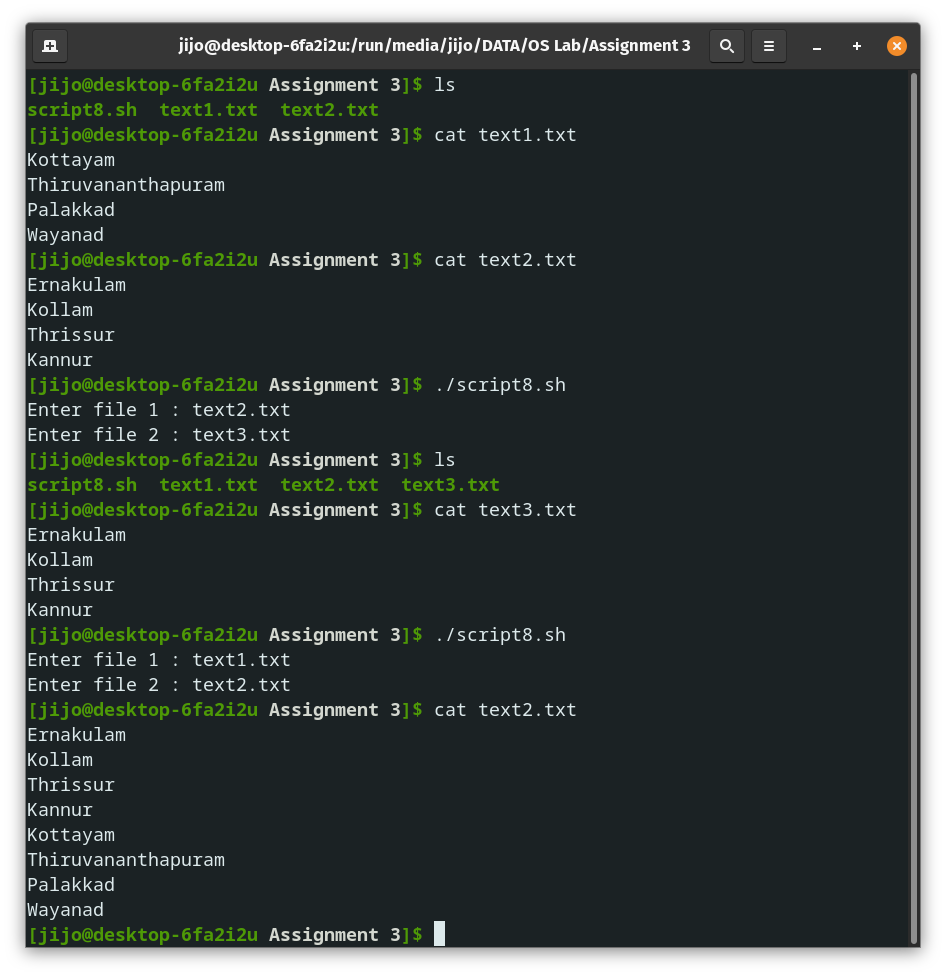 jijo@desktop-6fa2i2u:/run/media/jijo/DATA/OS Lab/Assignment 3
[jijo@desktop-6fa2i2u Assignment 3]$ ls
script8.sh  text1.txt  text2.txt
[jijo@desktop-6fa2i2u Assignment 3]$ cat text1.txt
Kottayam
Thiruvananthapuram
Palakkad
Wayanad
[jijo@desktop-6fa2i2u Assignment 3]$ cat text2.txt
Ernakulam
Kollam
Thrissur
Kannur
[jijo@desktop-6fa2i2u Assignment 3]$ ./script8.sh
Enter file 1 : text2.txt
Enter file 2 : text3.txt
[jijo@desktop-6fa2i2u Assignment 3]$ ls
script8.sh  text1.txt  text2.txt  text3.txt
[jijo@desktop-6fa2i2u Assignment 3]$ cat text3.txt
Ernakulam
Kollam
Thrissur
Kannur
[jijo@desktop-6fa2i2u Assignment 3]$ ./script8.sh
Enter file 1 : text1.txt
Enter file 2 : text2.txt
[jijo@desktop-6fa2i2u Assignment 3]$ cat text2.txt
Ernakulam
Kollam
Thrissur
Kannur
Kottayam
Thiruvananthapuram
Palakkad
Wayanad
[jijo@desktop-6fa2i2u Assignment 3]$